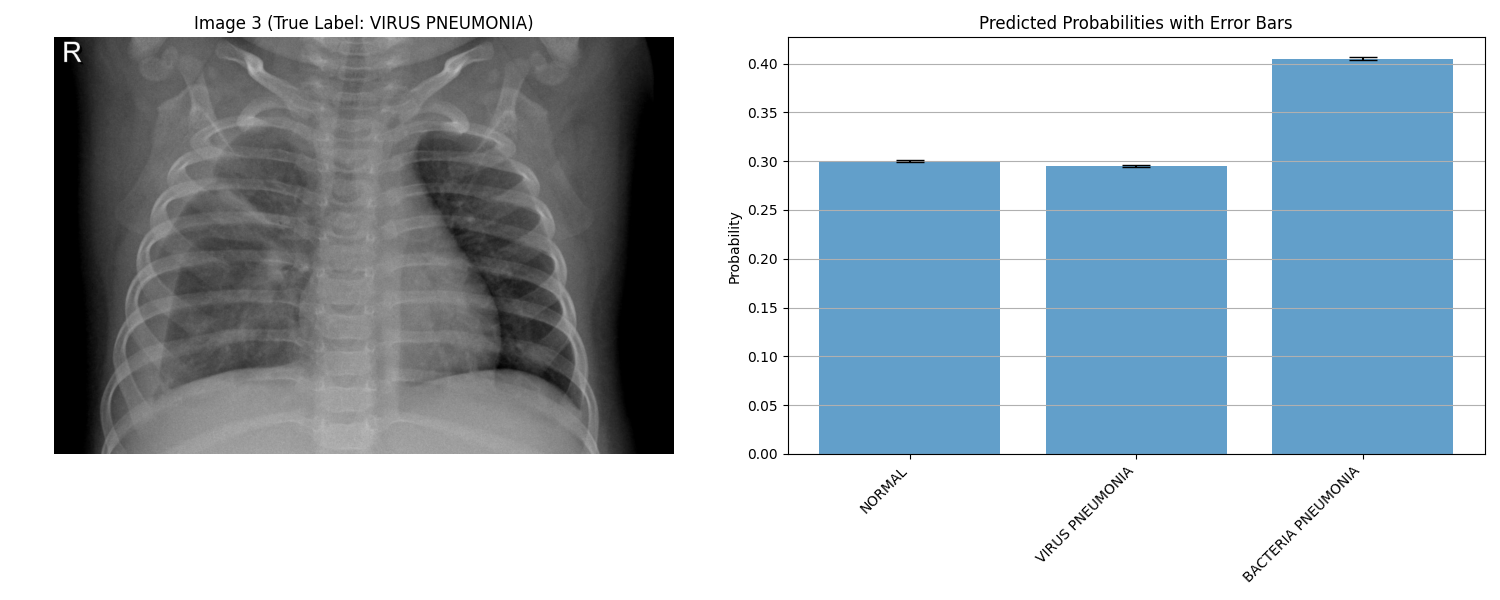 Image 3 (True Label: VIRUS PNEUMONIA)
R
Predicted Probabilities with Error Bars
Probability
0.40
0.35
0.30
0.25
0.20
0.15
0.10
0.05
0.00
NORMAL
VIRUS PNEUMONIA
BACTERIA PNEUMONIA